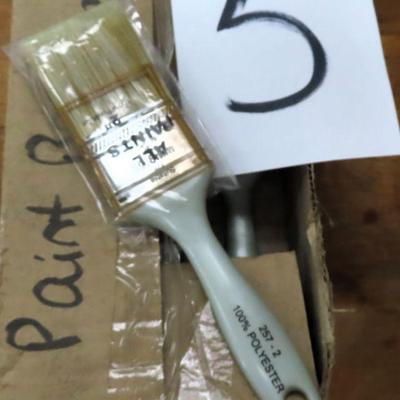 5
Paint
ALL
PAINTS
257-2
100% POLYESTER